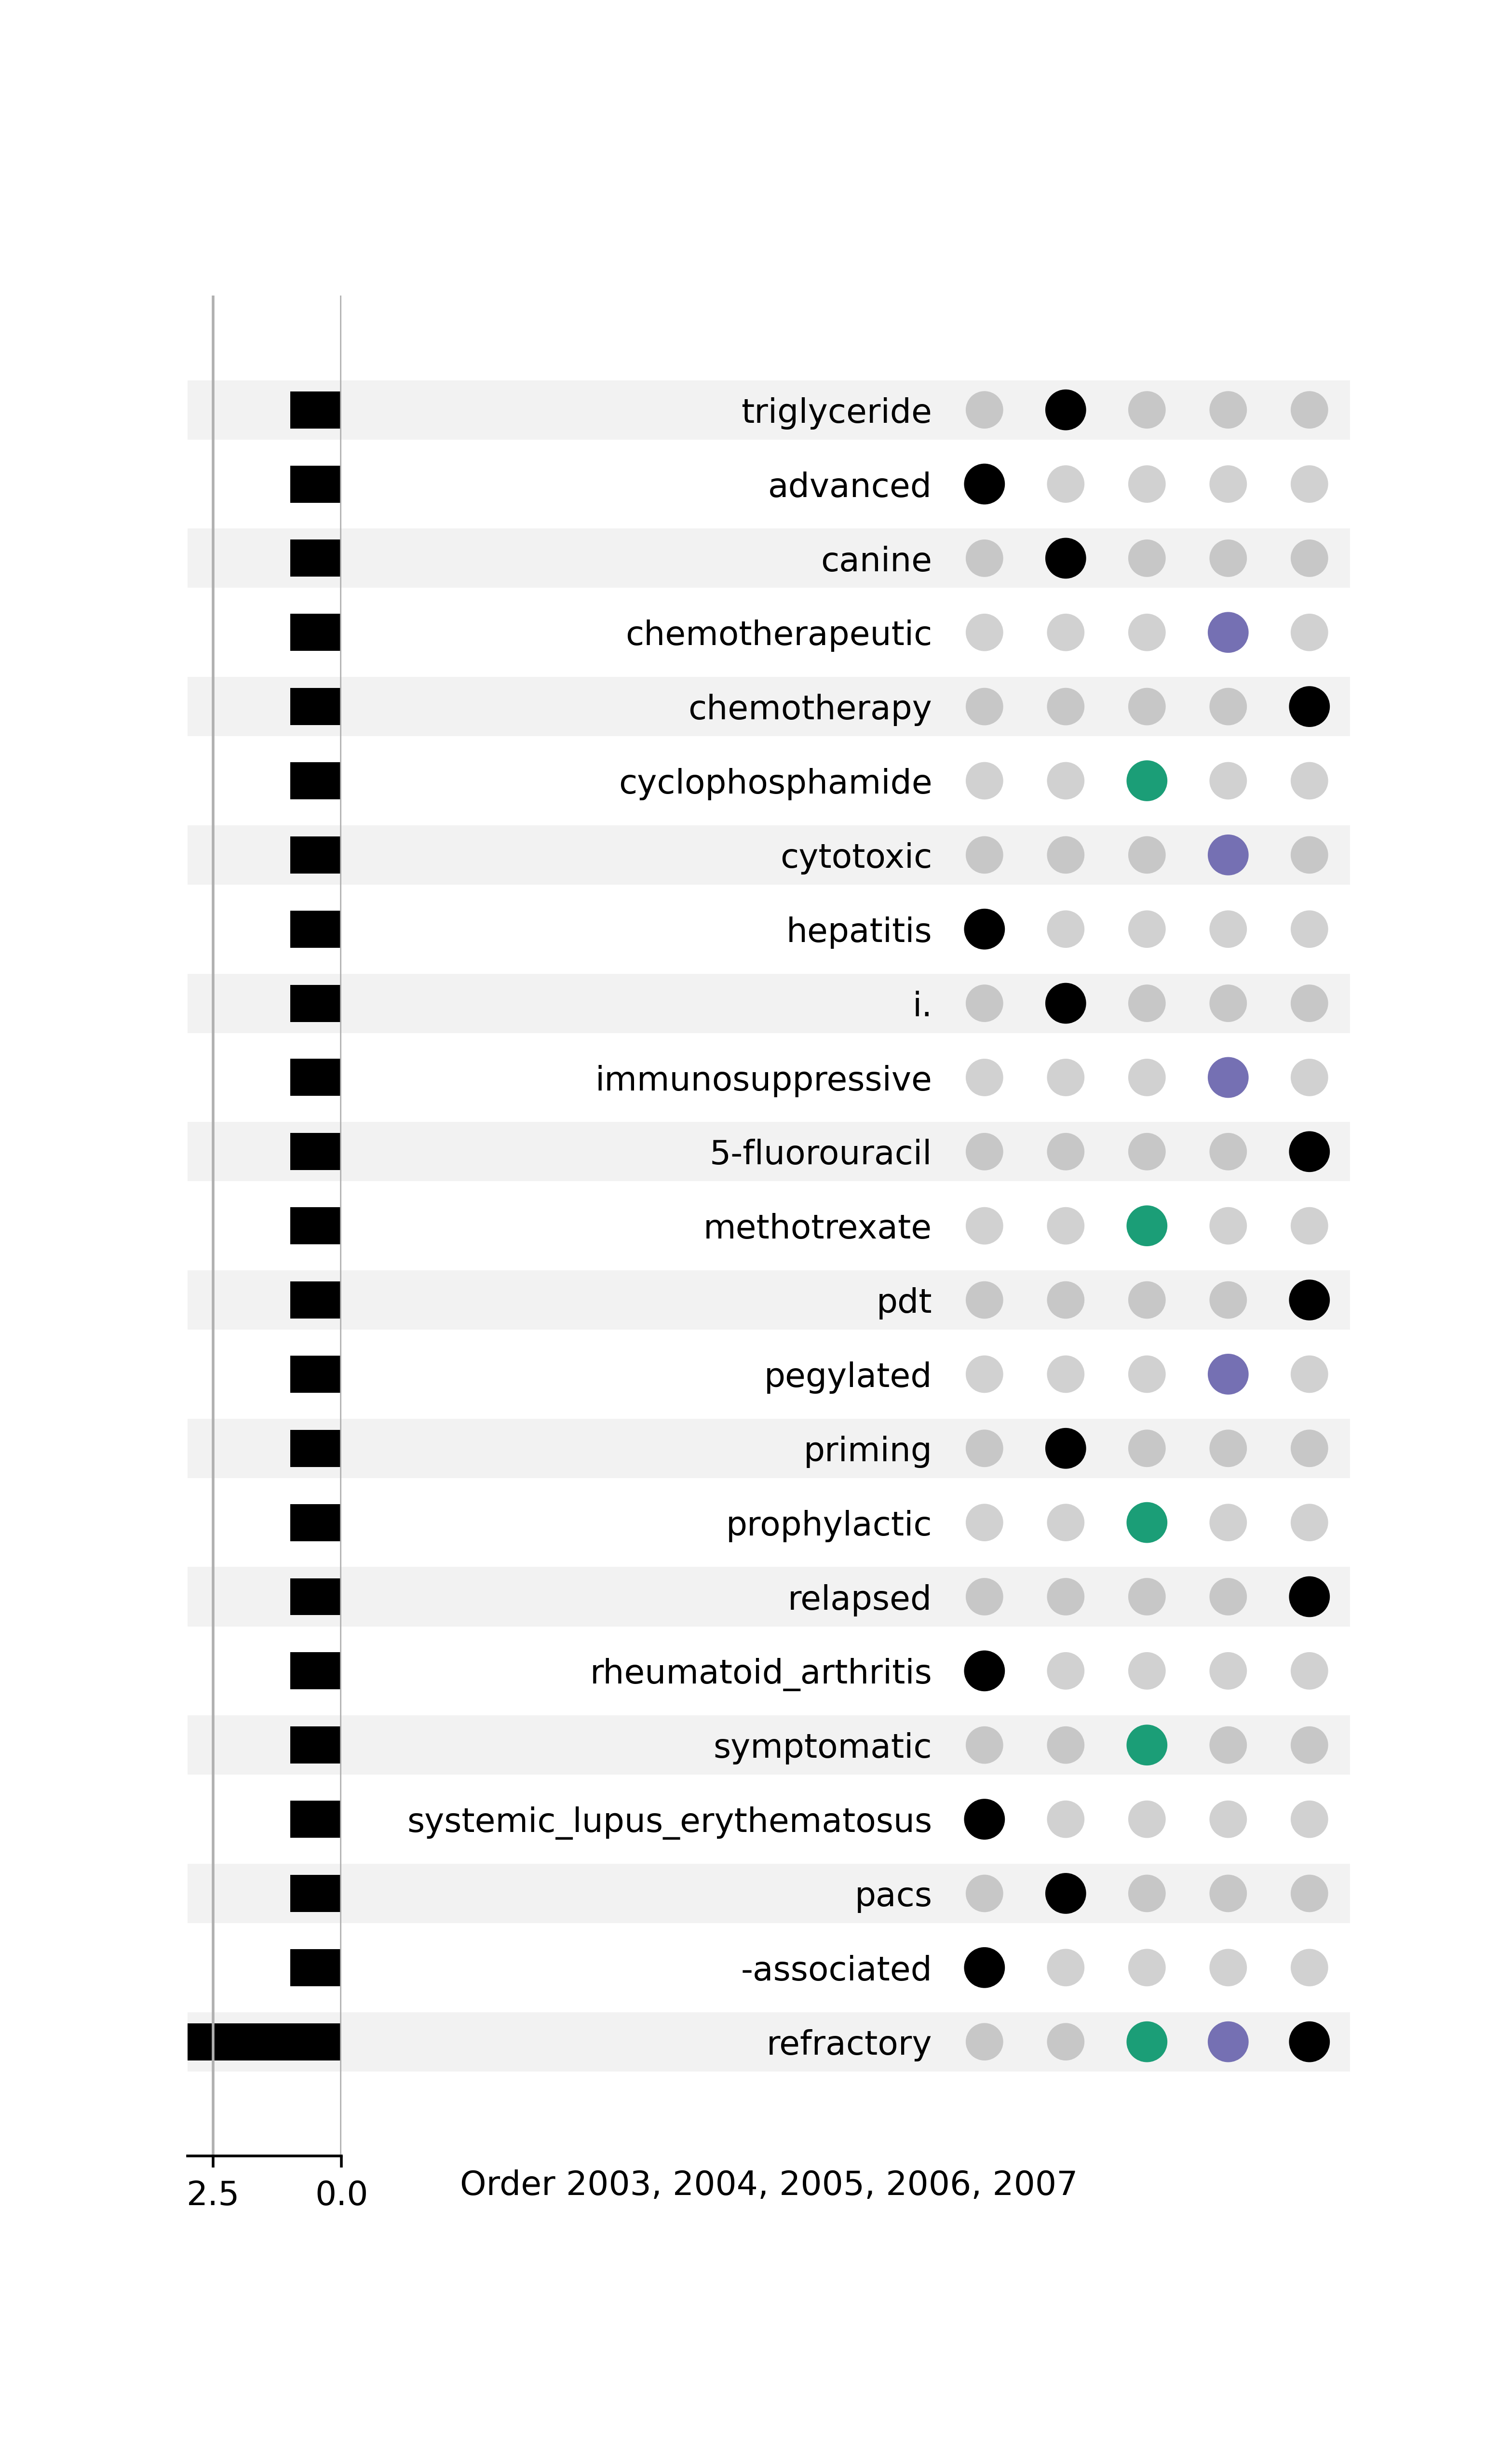 triglyceride
advanced
canine
chemotherapeutic
chemotherapy
cyclophosphamide
cytotoxic
hepatitis
i.
immunosuppressive
5-fluorouracil
methotrexate
pdt
pegylated
priming
prophylactic
relapsed
rheumatoid_arthritis
symptomatic
systemic_lupus_erythematosus
pacs
-associated
refractory
2.5 0.0 Order 2003, 2004, 2005, 2006, 2007